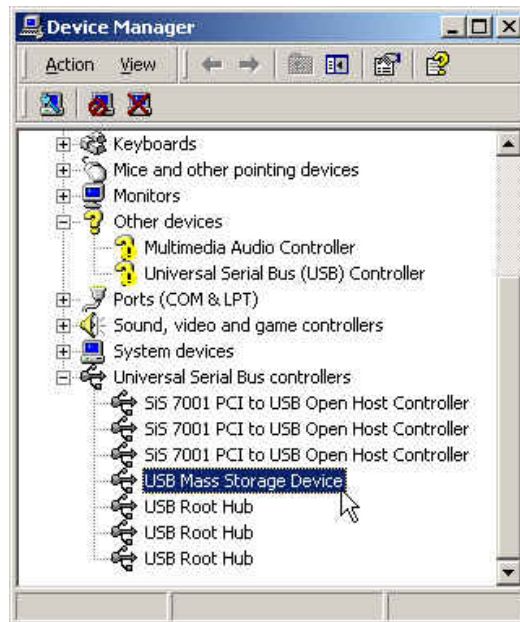 Device Manager
Action View
Keyboards
Mice and other pointing devices
Monitors
Other devices
Multimedia Audio Controller
Universal Serial Bus (USB) Controller
Ports (COM & LPT)
Sound, video and game controllers
System devices
Universal Serial Bus controllers
SiS 7001 PCI to USB Open Host Controller
SiS 7001 PCI to USB Open Host Controller
SiS 7001 PCI to USB Open Host Controller
USB Mass Storage Device
USB Root Hub
USB Root Hub
USB Root Hub